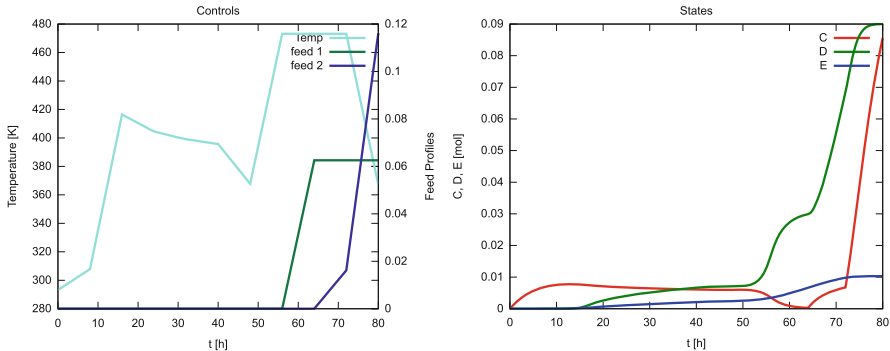 Controls
480
460
440
420
400
380
360
340
320
300
280
0.12
0.1
0.08
0.06
0.04
0.02
0
0 10 20 30 40 50 60 70 80
Temperature [K]
Feed Profiles
t [h]
Temp
feed 1
feed 2
States
0.09
0.08
0.07
0.06
0.05
0.04
0.03
0.02
0.01
0
0 10 20 30 40 50 60 70 80
C, D, E [mol]
t [h]
C
D
E